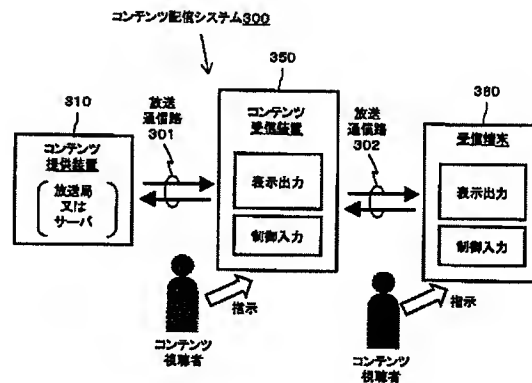 コンテンツ配信システム300
310
コンテンツ
提供装置
放送局
又は
サーバ
放送
通信路
301
350
コンテンツ
受信装置
表示出力
制御入力
放送
通信路
302
380
受信端末
表示出力
制御入力
指示
コンテンツ
視聴者
指示
コンテンツ
視聴者